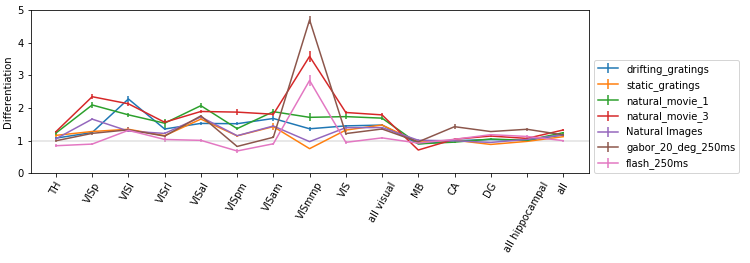 5
4
3
2
1
0
Differentiation
TH
VISp
VISl
VISrl
VISal
VISpm
VISam
VISmmp
VIS
all visual
MB
CA
DG
all hippocampal
all
drifting_gratings
static_gratings
natural_movie_1
natural_movie_3
Natural Images
gabor_20_deg_250ms
flash_250ms